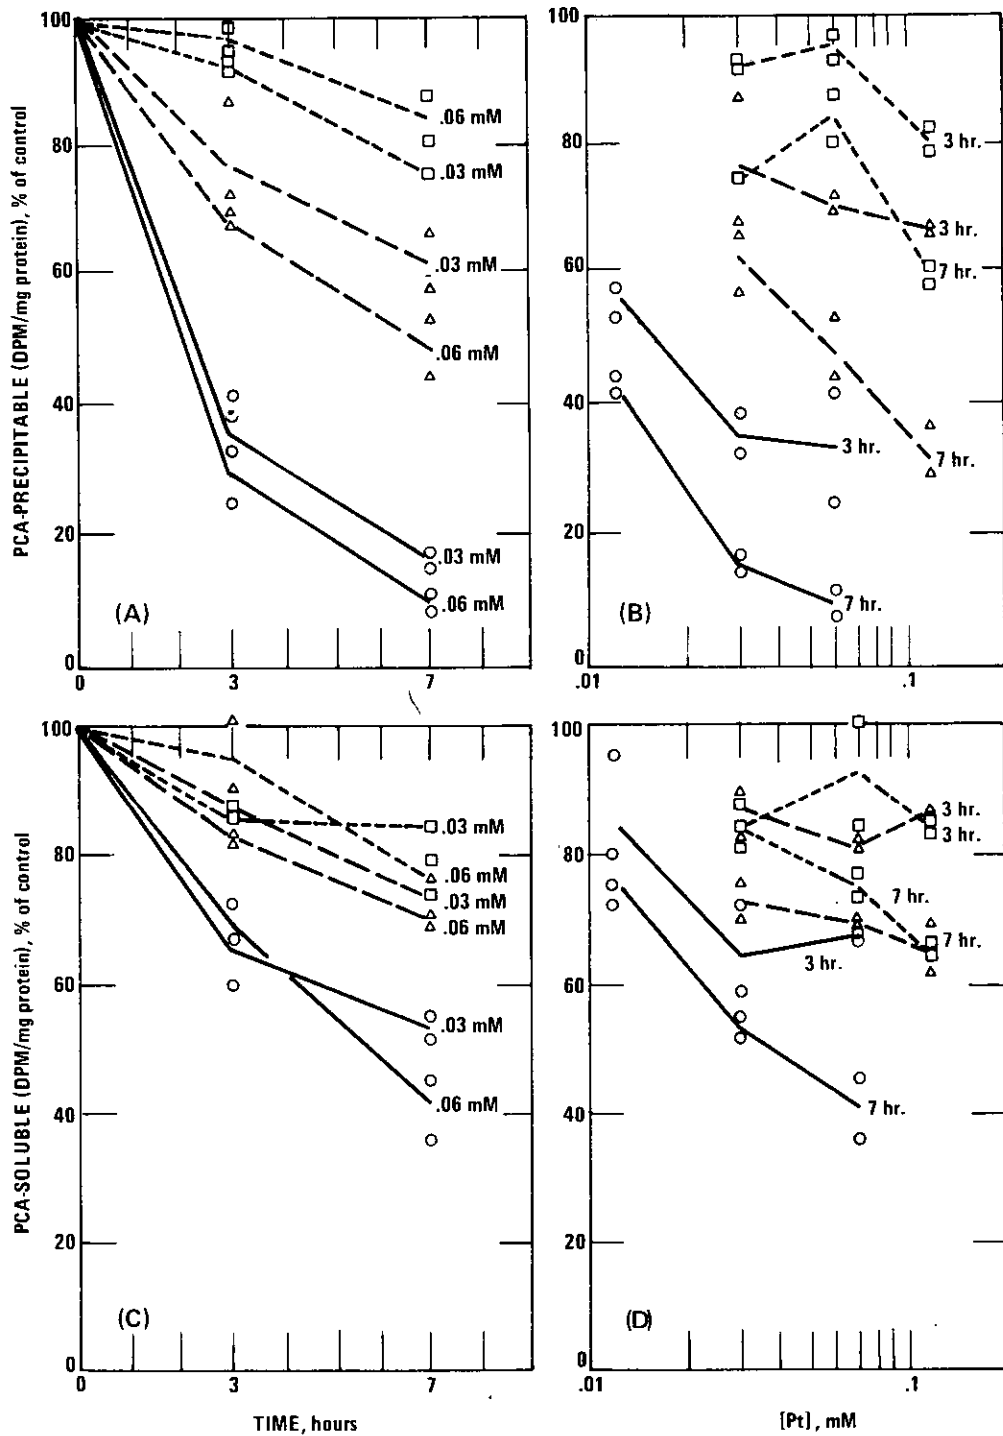 PCA-PRECIPITABLE (DPM/mg protein), % of control
100
80
60
40
20
0
.06 mM
.03 mM
.03 mM
.06 mM
.03 mM
.06 mM
(A)
0
3
7
3 hr.
3 hr.
7 hr.
7 hr.
3 hr.
7 hr.
100
80
60
40
20
0
(B)
.01
.1
PCA-SOLUBLE (DPM/mg protein), % of control
100
80
60
40
20
0
.03 mM
.06 mM
.03 mM
.06 mM
.03 mM
.06 mM
(C)
0
3
7
TIME, hours
100
80
60
40
20
0
3 hr.
3 hr.
7 hr.
7 hr.
3 hr.
7 hr.
(D)
.01
.1
[Pt], mM